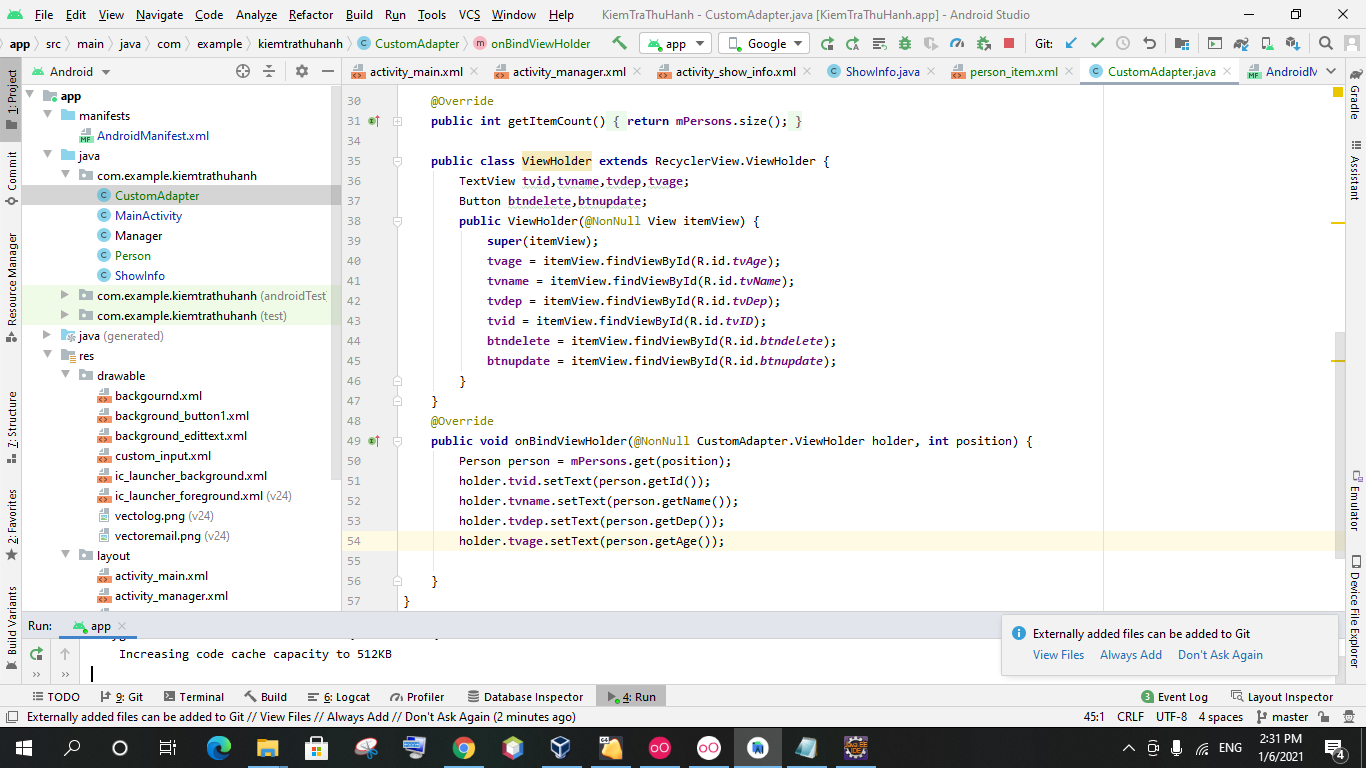 File Edit View Navigate Code Analyze Refactor Build Run Tools VCS Window Help KiemTraThuHanh - CustomAdapter.java [KiemTraThuHanh.app] - Android Studio
app src main java com example kiemtrathuhanh CustomAdapter onBindViewHolder app Google Git:
1: Project
Commit
Resource Manager
7: Structure
2: Favorites
Build Variants
Android
app
manifests
AndroidManifest.xml
java
com.example.kiemtrathuhanh
CustomAdapter
MainActivity
Manager
Person
ShowInfo
com.example.kiemtrathuhanh (androidTest
com.example.kiemtrathuhanh (test)
java (generated)
res
drawable
backgournd.xml
background_button1.xml
background_edittext.xml
custom_input.xml
ic_launcher_background.xml
ic_launcher_foreground.xml (v24)
vectolog.png (v24)
vectoremail.png (v24)
layout
activity_main.xml
activity_manager.xml
activity_main.xml activity_manager.xml activity_show_info.xml ShowInfo.java person_item.xml CustomAdapter.java AndroidM
30 @Override
31 public int getItemCount() { return mPersons.size(); }
34
35 public class ViewHolder extends RecyclerView.ViewHolder {
36 TextView tvid,tvname,tvdep,tvage;
37 Button btndelete,btnupdate;
38 public ViewHolder(@NonNull View itemView) {
39 super(itemView);
40 tvage = itemView.findViewById(R.id.tvAge);
41 tvname = itemView.findViewById(R.id.tvName);
42 tvdep = itemView.findViewById(R.id.tvDep);
43 tvid = itemView.findViewById(R.id.tvID);
44 btndelete = itemView.findViewById(R.id.btndelete);
45 btnupdate = itemView.findViewById(R.id.btnupdate);
46 }
47 }
48 @Override
49 public void onBindViewHolder(@NonNull CustomAdapter.ViewHolder holder, int position) {
50 Person person = mPersons.get(position);
51 holder.tvid.setText(person.getId());
52 holder.tvname.setText(person.getName());
53 holder.tvdep.setText(person.getDep());
54 holder.tvage.setText(person.getAge());
55
56 }
57 }
Gradle
Assistant
Emulator
Device File Explorer
Run: app
Increasing code cache capacity to 512KB
Externally added files can be added to Git
View Files Always Add Don't Ask Again
TODO 9: Git Terminal Build 6: Logcat Profiler Database Inspector 4: Run 3 Event Log Layout Inspector
Externally added files can be added to Git // View Files // Always Add // Don't Ask Again (2 minutes ago) 45:1 CRLF UTF-8 4 spaces master
ENG 2:31 PM
1/6/2021
4